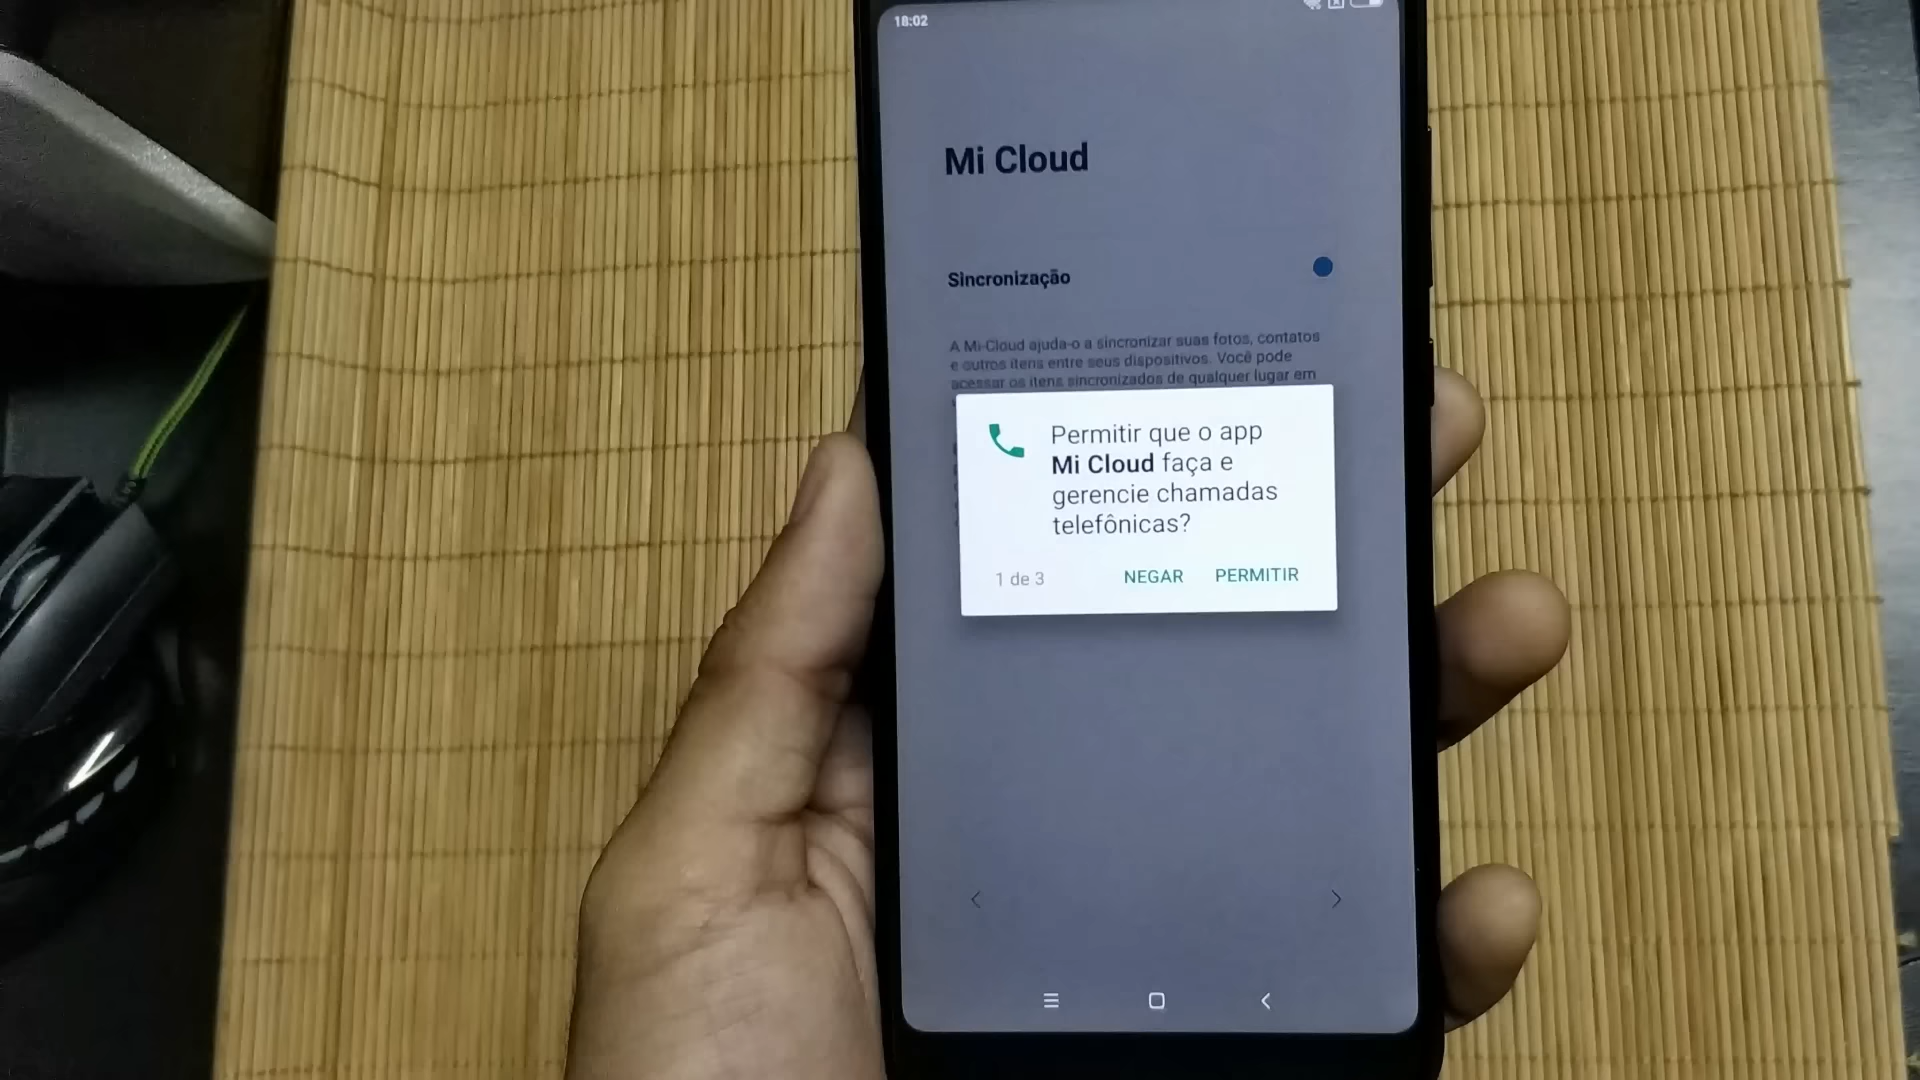 18:02
Mi Cloud
Sincronização
A Mi-Cloud ajuda-o a sincronizar suas fotos, contatos
e outros itens entre seus dispositivos. Você pode
acessar os itens sincronizados de qualquer lugar em
Permitir que o app
Mi Cloud faça e
gerencie chamadas
telefônicas?
1 de 3
NEGAR
PERMITIR